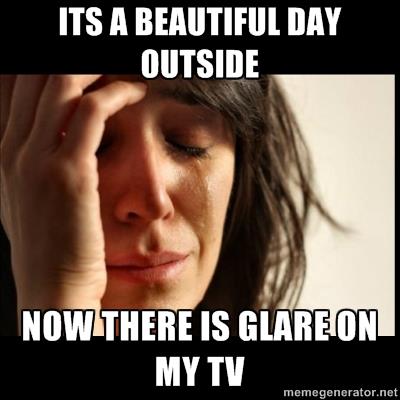 ITS A BEAUTIFUL DAY
OUTSIDE
NOW THERE IS GLARE ON
MY TV
memegenerator.net